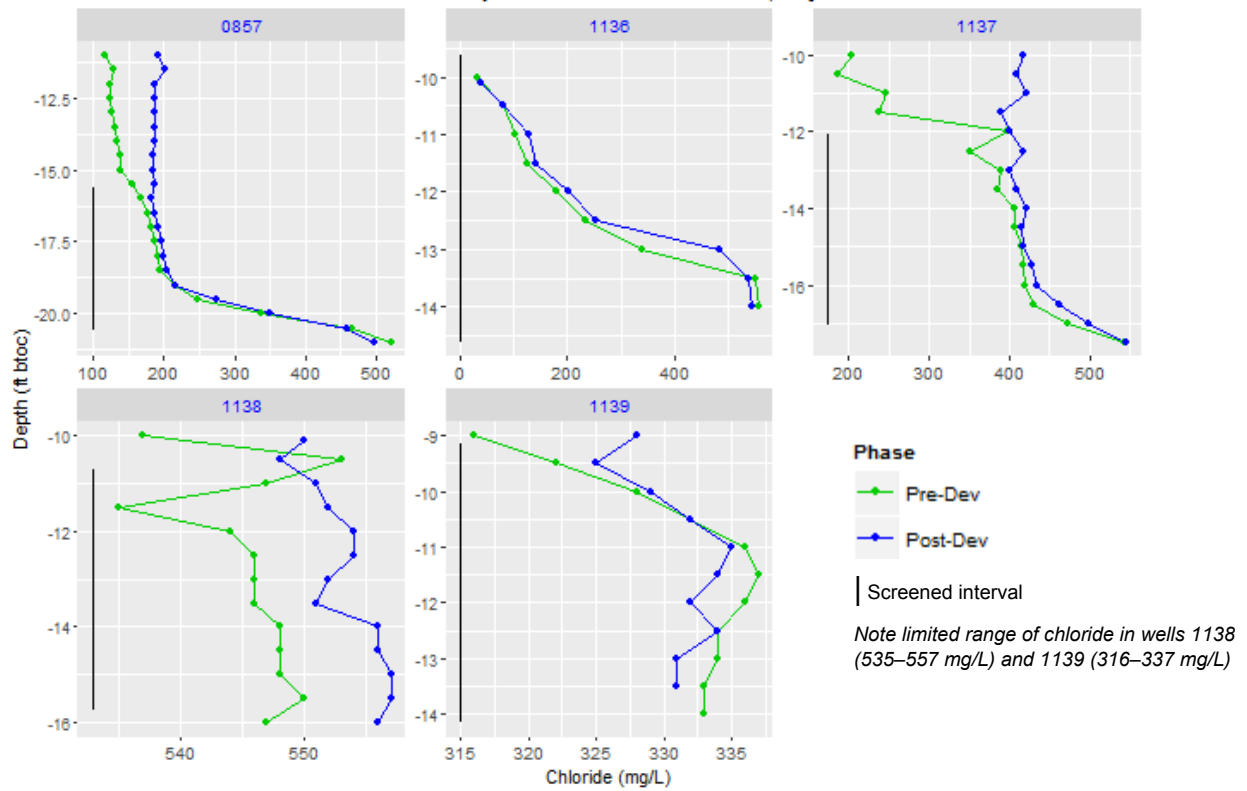 0857
1136
1137
-12.5
-15.0
-17.5
-20.0
100 200 300 400 500
-10
-11
-12
-13
-14
0 200 400
-10
-12
-14
-16
200 300 400 500
Depth (ft btoc)
1138
1139
-10
-12
-14
-16
540 550
-9
-10
-11
-12
-13
-14
315 320 325 330 335
Chloride (mg/L)
Phase
Pre-Dev
Post-Dev
Screened interval
Note limited range of chloride in wells 1138
(535–557 mg/L) and 1139 (316–337 mg/L)